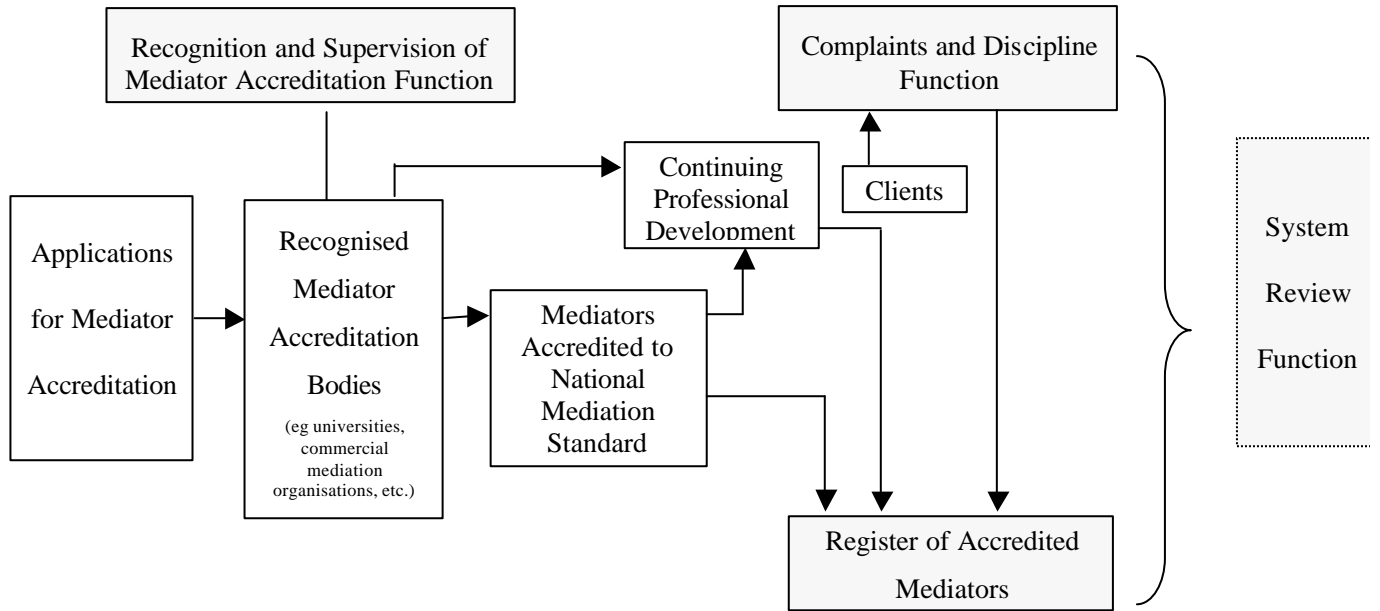 Recognition and Supervision of
Mediator Accreditation Function
Complaints and Discipline
Function
Continuing
Professional
Development
Clients
Applications
for Mediator
Accreditation
Recognised
Mediator
Accreditation
Bodies
(eg universities,
commercial
mediation
organisations, etc.)
Mediators
Accredited to
National
Mediation
Standard
System
Review
Function
Register of Accredited
Mediators